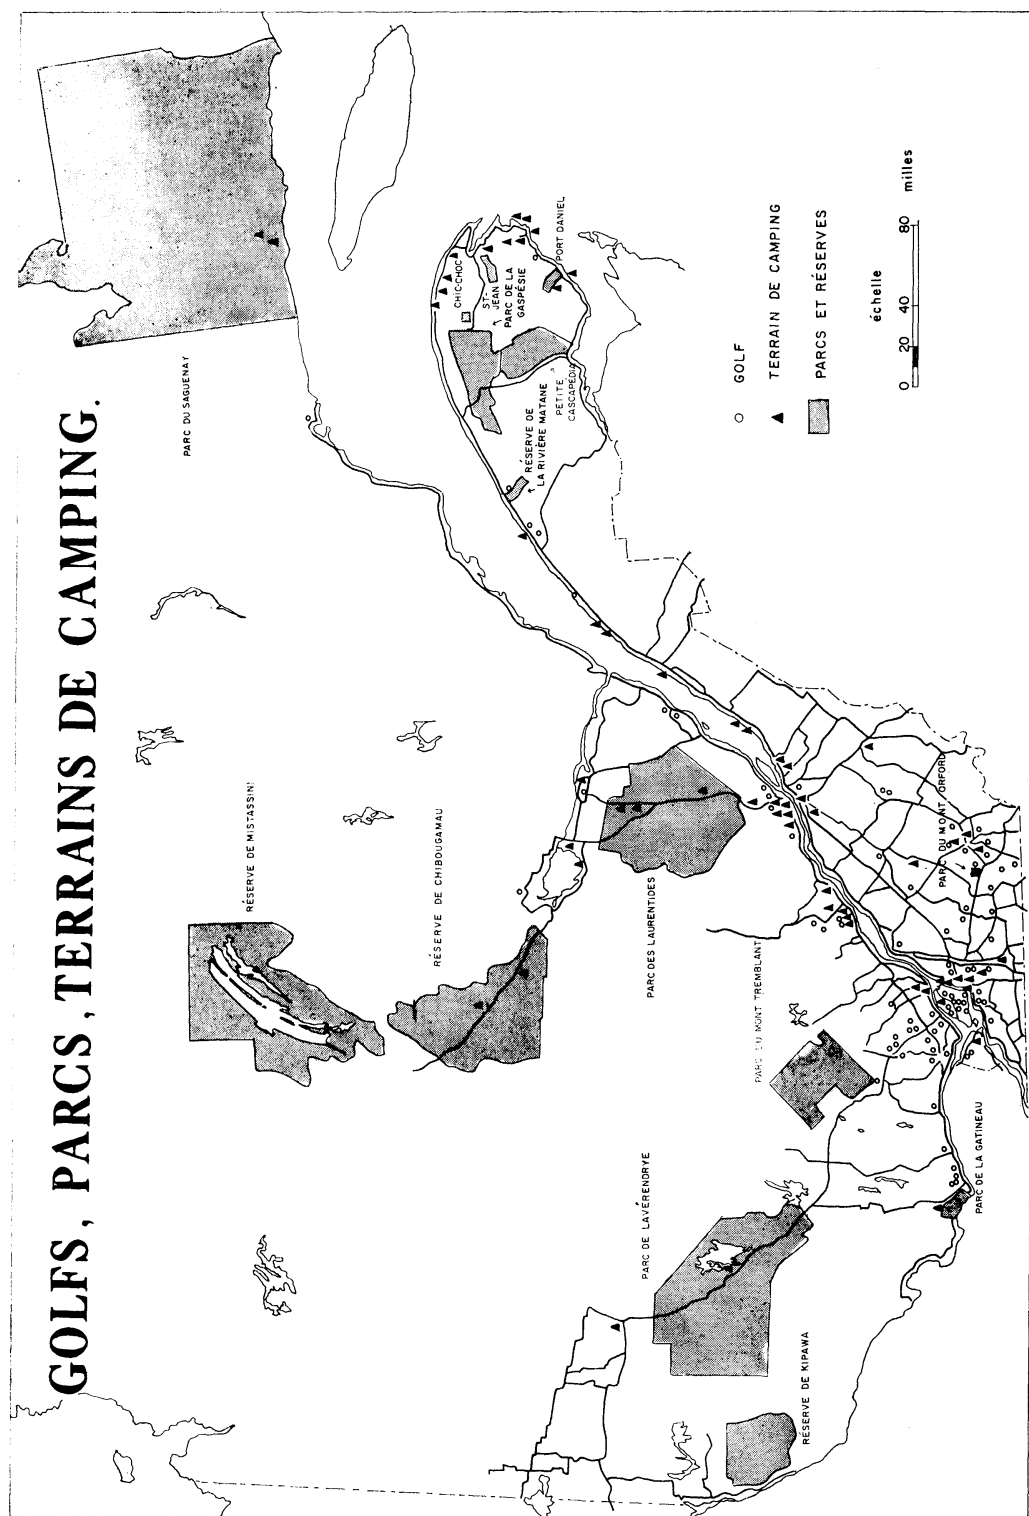 GOLFS, PARCS, TERRAINS DE CAMPING.
PARC DU SAGUENAY
RÉSERVE DE MISTASSINI
RÉSERVE DE CHIBOUGAMAU
CHIC-CHOC
ST-
JEAN
PARC DE LA
GASPÉSIE
PORT DANIEL
PETITE
CASCAPÉDIA
RÉSERVE DE
LA RIVIÈRE MATANE
PARC DES LAURENTIDES
PARC DU MONT TREMBLANT
PARC DU MONT ORFORD
PARC DE LAVÉRENDRYE
PARC DE LA GATINEAU
RÉSERVE DE KIPAWA
GOLF
TERRAIN DE CAMPING
PARCS ET RÉSERVES
échelle
0 20 40 80 milles